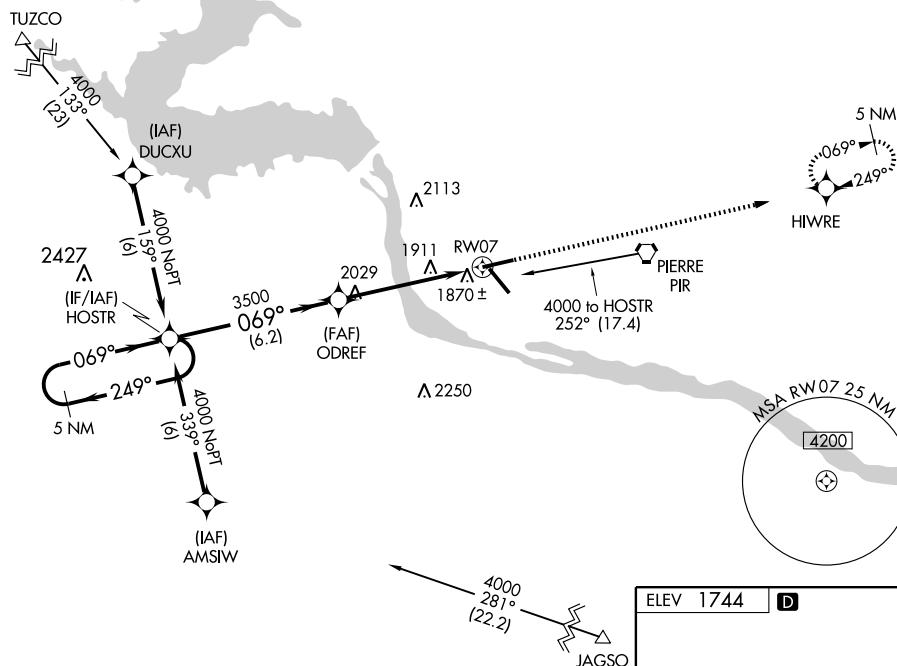 TUZCO
4000
133°
(23)
(IAF)
DUCXU
4000 NoPT
159°
(6)
2427
(IF/IAF)
HOSTR
3500
069°
(6.2)
069°
249°
5 NM
2029
(FAF)
ODREF
2113
1911
RW07
1870 ±
PIERRE
PIR
4000 to HOSTR
252° (17.4)
5 NM
069°
249°
HIWRE
2250
4000 NoPT
339°
(6)
(IAF)
AMSIW
MSA RW07 25 NM
4200
4000
281°
(22.2)
JAGSO
ELEV 1744 D